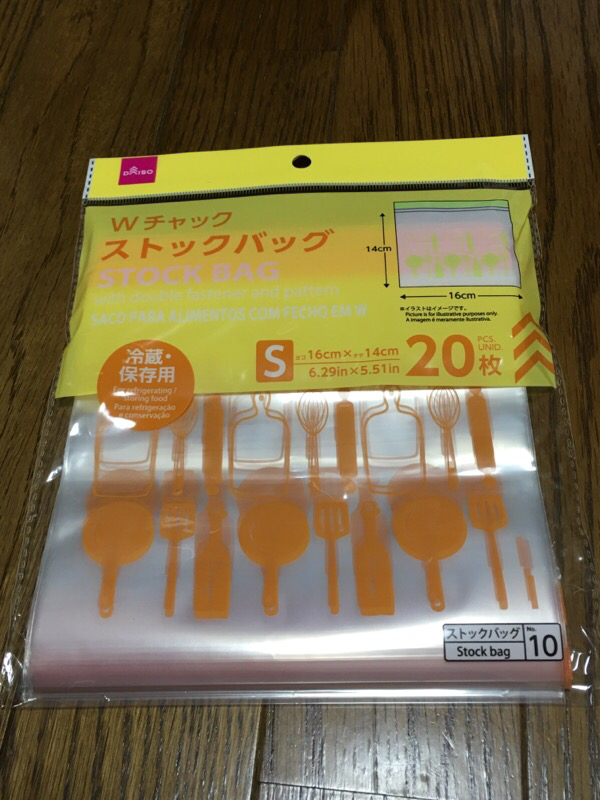 DAISO
Wチャック
ストックバッグ
STOCK BAG
with double fastener and pattern
SACO PARA ALIMENTOS COM FECHO EM W
14cm
16cm
※イラストはイメージです。
Picture is for illustrative purposes only.
A imagem é meramente ilustrativa.
冷蔵・
保存用
For refrigerating /
storing food
Para refrigeração
e conservação
S
ヨコ16cm×タテ14cm
6.29in×5.51in
20枚
PCS.
UNID.
ストックバッグ
Stock bag
No.
10